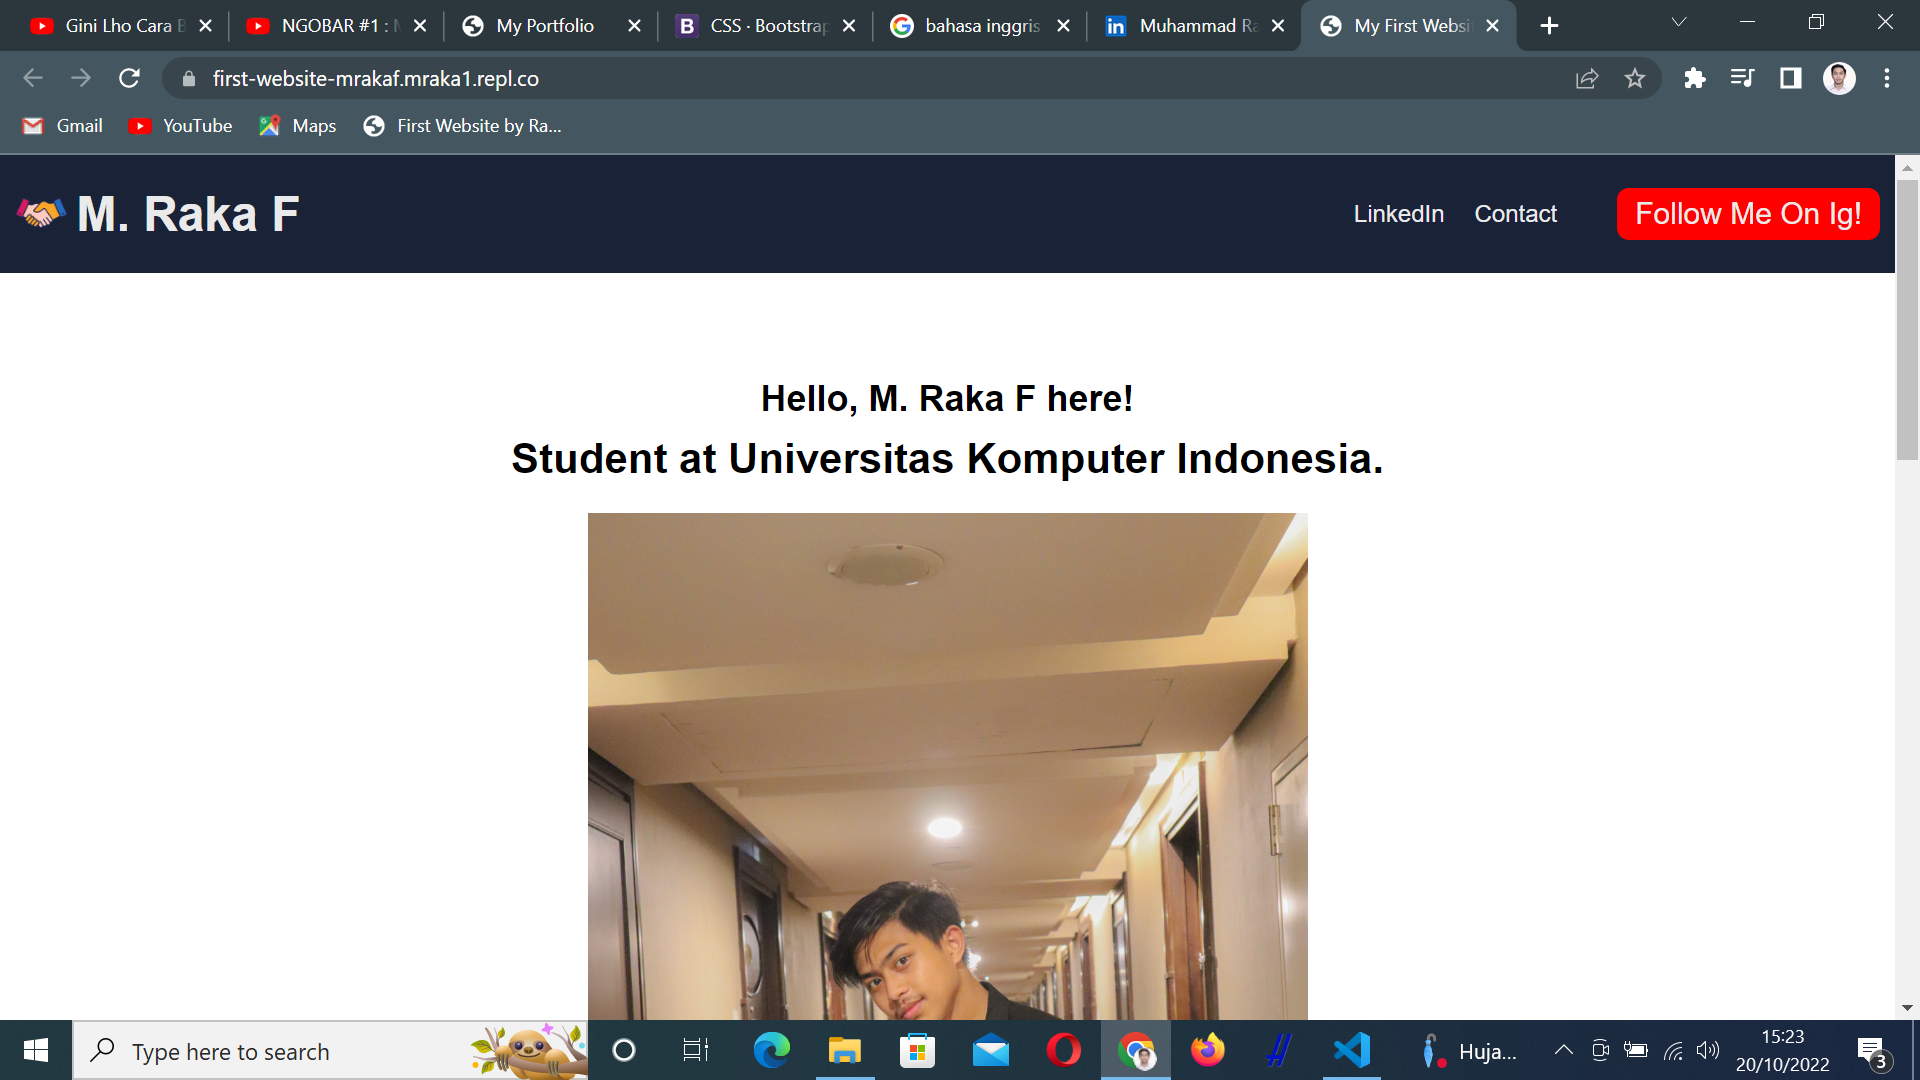 Gini Lho Cara B
NGOBAR #1 : M
My Portfolio
CSS · Bootstrap
bahasa inggris
Muhammad Ra
My First Websi
first-website-mrakaf.mraka1.repl.co
Gmail
YouTube
Maps
First Website by Ra...
M. Raka F
LinkedIn
Contact
Follow Me On Ig!
Hello, M. Raka F here!
Student at Universitas Komputer Indonesia.
Type here to search
Huja...
15:23
20/10/2022
3